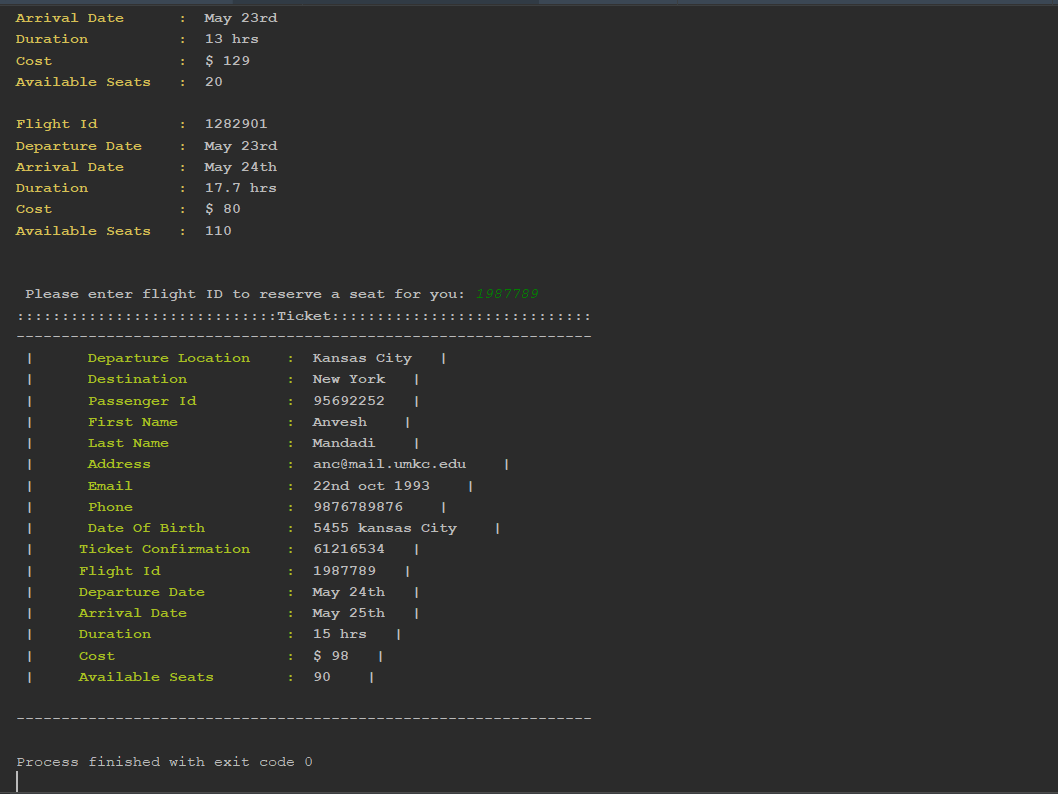 Arrival Date : May 23rd
Duration : 13 hrs
Cost : $ 129
Available Seats : 20
Flight Id : 1282901
Departure Date : May 23rd
Arrival Date : May 24th
Duration : 17.7 hrs
Cost : $ 80
Available Seats : 110
Please enter flight ID to reserve a seat for you: 1987789
:::::::::::::::::::::::::::::Ticket:::::::::::::::::::::::::::::
----------------------------------------------------------------
| Departure Location : Kansas City |
| Destination : New York |
| Passenger Id : 95692252 |
| First Name : Anvesh |
| Last Name : Mandadi |
| Address : anc@mail.umkc.edu |
| Email : 22nd oct 1993 |
| Phone : 9876789876 |
| Date Of Birth : 5455 kansas City |
| Ticket Confirmation : 61216534 |
| Flight Id : 1987789 |
| Departure Date : May 24th |
| Arrival Date : May 25th |
| Duration : 15 hrs |
| Cost : $ 98 |
| Available Seats : 90 |
----------------------------------------------------------------
Process finished with exit code 0